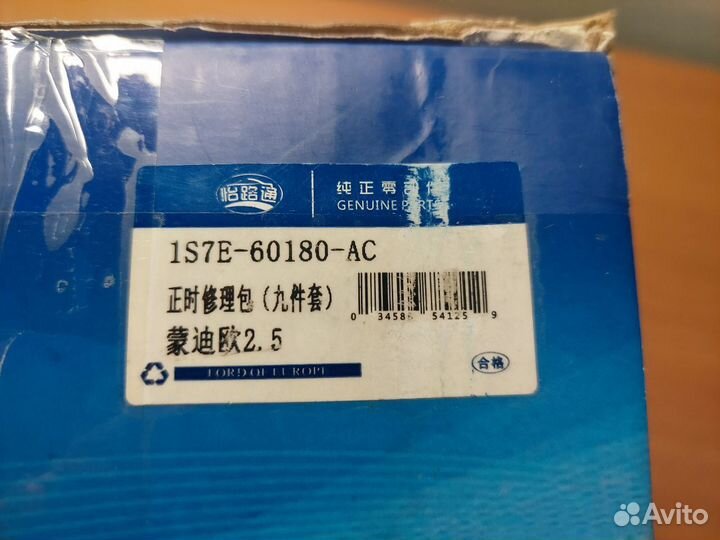 怡路通
纯正零部件
GENUINE PARTS
1S7E-60180-AC
正时修理包(九件套)
0 34586 54125 9
蒙迪欧2.5
FORD OF EUROPE
合格
Avito